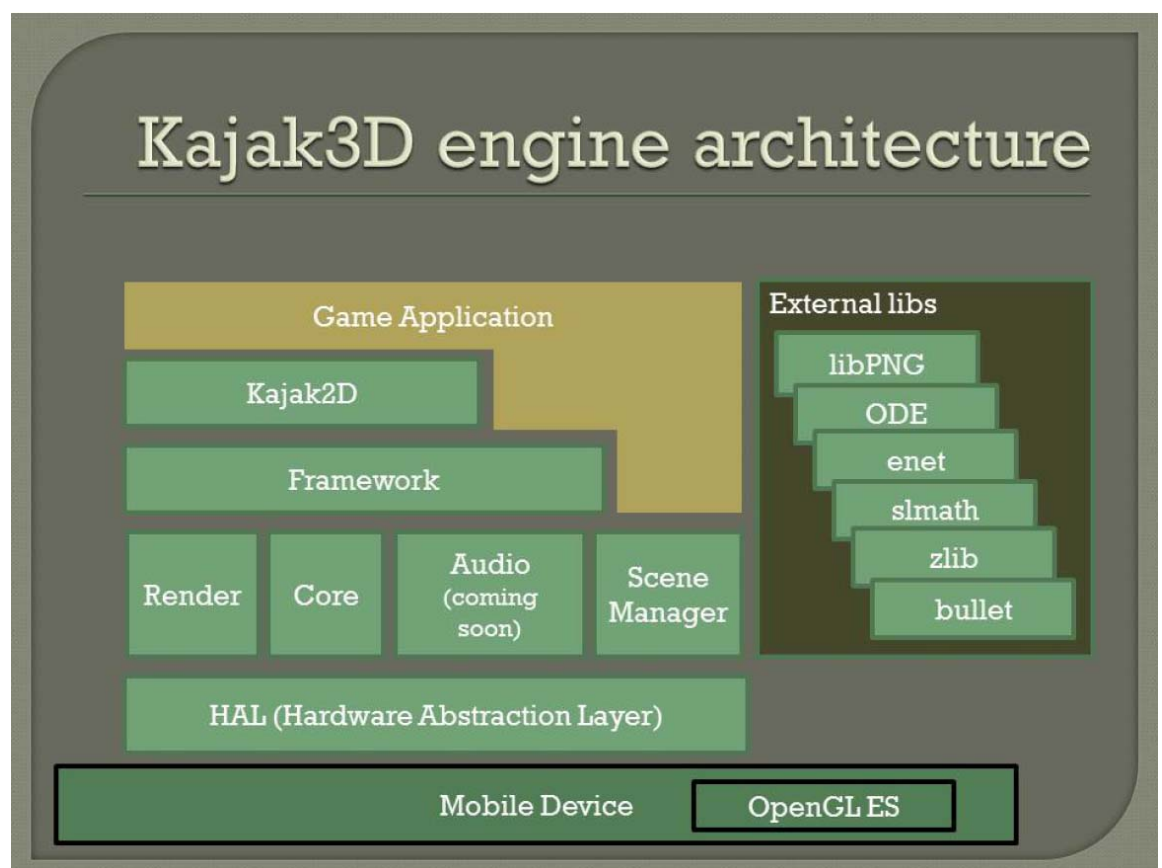 Kajak3D engine architecture
Game Application
Kajak2D
Framework
Render
Core
Audio
(coming
soon)
Scene
Manager
HAL (Hardware Abstraction Layer)
Mobile Device
OpenGL ES
External libs
libPNG
ODE
enet
slmath
zlib
bullet